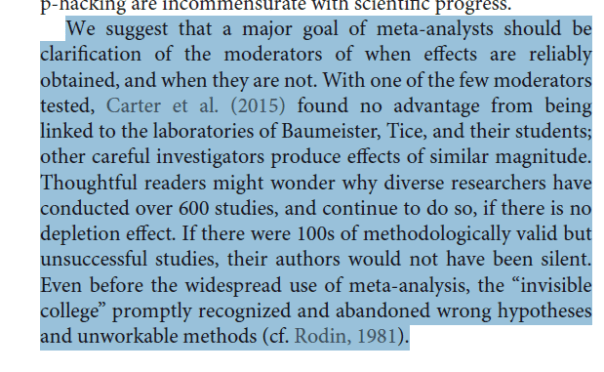 p-hacking are incommensurate with scientific progress.
We suggest that a major goal of meta-analysts should be
clarification of the moderators of when effects are reliably
obtained, and when they are not. With one of the few moderators
tested, Carter et al. (2015) found no advantage from being
linked to the laboratories of Baumeister, Tice, and their students;
other careful investigators produce effects of similar magnitude.
Thoughtful readers might wonder why diverse researchers have
conducted over 600 studies, and continue to do so, if there is no
depletion effect. If there were 100s of methodologically valid but
unsuccessful studies, their authors would not have been silent.
Even before the widespread use of meta-analysis, the “invisible
college” promptly recognized and abandoned wrong hypotheses
and unworkable methods (cf. Rodin, 1981).